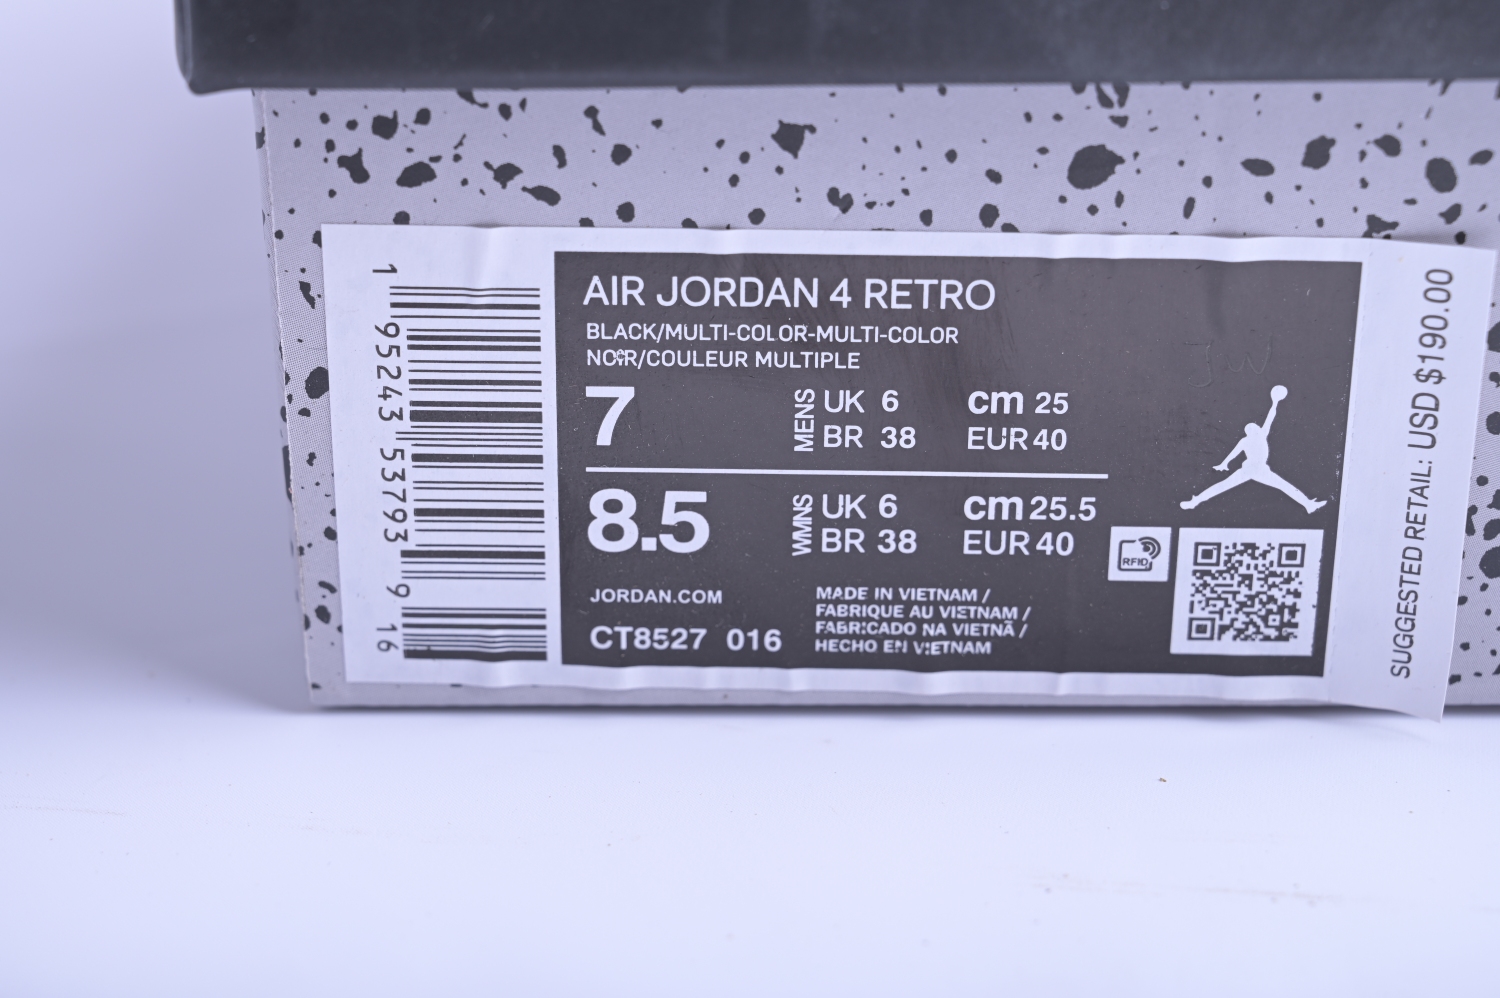 1 95243 53793 9 16
AIR JORDAN 4 RETRO
BLACK/MULTI-COLOR-MULTI-COLOR
NOIR/COULEUR MULTIPLE
7 MENS UK 6 cm 25
BR 38 EUR 40
8.5 WMNS UK 6 cm 25.5
BR 38 EUR 40
RFID
JORDAN.COM
CT8527 016
MADE IN VIETNAM /
FABRIQUE AU VIETNAM /
FABRICADO NA VIETNÃ /
HECHO EN VIETNAM
SUGGESTED RETAIL: USD $190.00